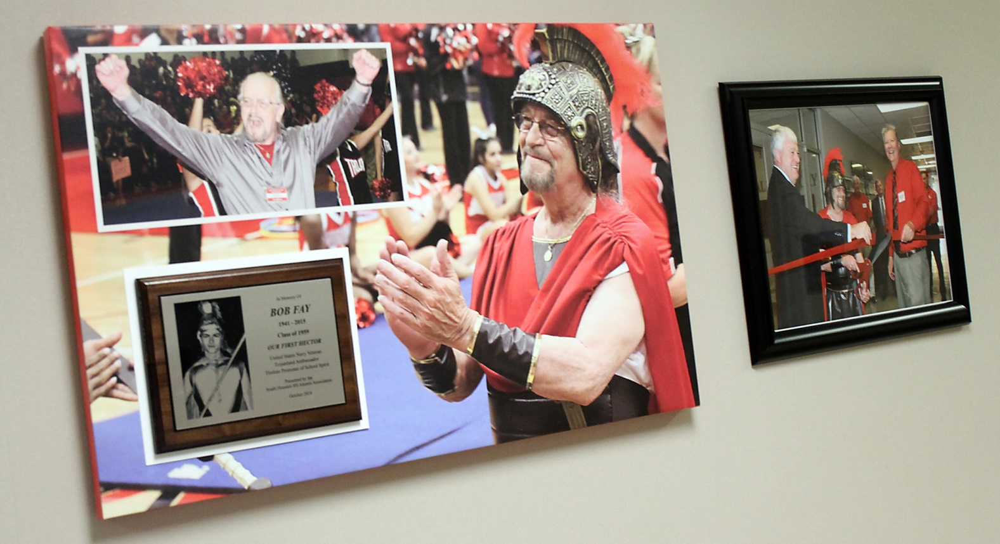 TROJ
In Memory Of
BOB FAY
1941 - 2015
Class of 1959
OUR FIRST HECTOR
United States Navy Veteran
Trojanland Ambassador
Tireless Promoter of School Spirit
Presented by the
South Houston HS Alumni Association
October 2016